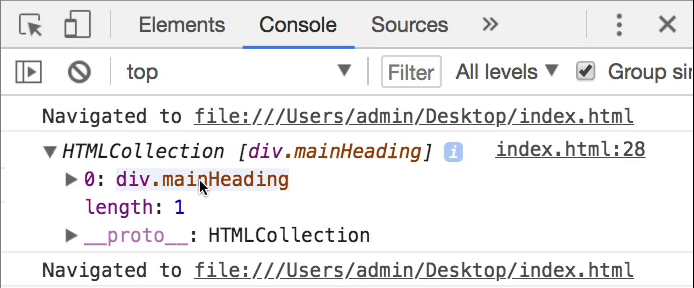 Elements Console Sources »
top ▼ Filter All levels ▼ Group si
Navigated to file:///Users/admin/Desktop/index.html
▼ HTMLCollection [div.mainHeading] i index.html:28
▶ 0: div.mainHeading
length: 1
▶ __proto__: HTMLCollection
Navigated to file:///Users/admin/Desktop/index.html